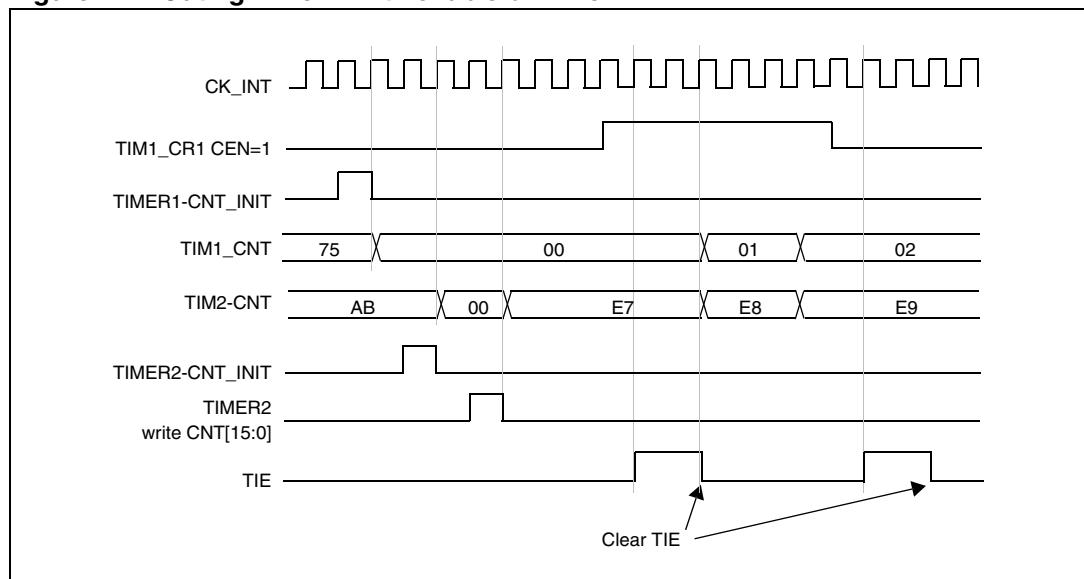 CK_INT
TIM1_CR1 CEN=1
TIMER1-CNT_INIT
TIM1_CNT 75 00 01 02
TIM2-CNT AB 00 E7 E8 E9
TIMER2-CNT_INIT
TIMER2
write CNT[15:0]
TIE
Clear TIE